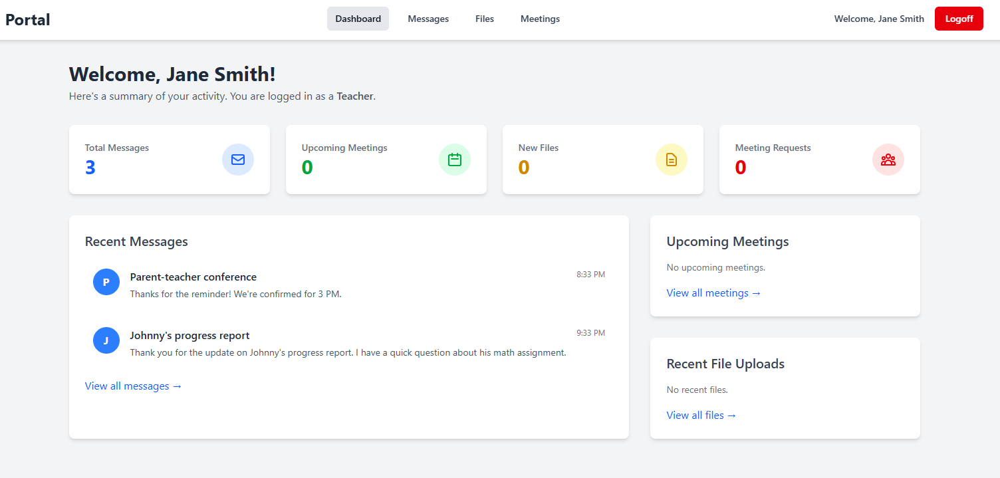 Portal
Dashboard
Messages
Files
Meetings
Welcome, Jane Smith
Logoff
Welcome, Jane Smith!
Here's a summary of your activity. You are logged in as a Teacher.
Total Messages
3
Upcoming Meetings
0
New Files
0
Meeting Requests
0
Recent Messages
P
Parent-teacher conference
8:33 PM
Thanks for the reminder! We're confirmed for 3 PM.
J
Johnny's progress report
9:33 PM
Thank you for the update on Johnny's progress report. I have a quick question about his math assignment.
View all messages →
Upcoming Meetings
No upcoming meetings.
View all meetings →
Recent File Uploads
No recent files.
View all files →